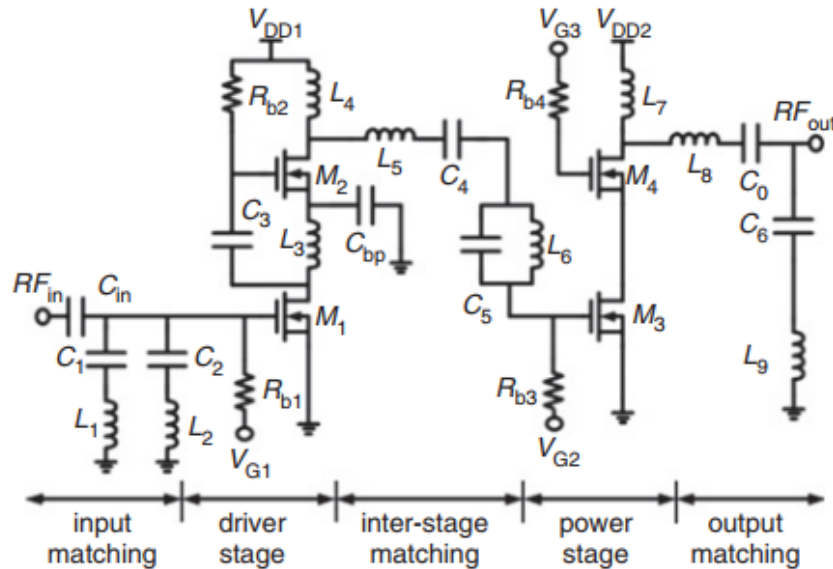 V_DD1
V_G3
V_DD2
R_b2
L_4
R_b4
L_7
RF_out
L_5
C_4
M_2
M_4
L_8
C_0
C_3
L_3
C_bp
L_6
C_6
RF_in
C_in
M_1
C_5
M_3
C_1
C_2
R_b1
L_9
R_b3
L_1
L_2
V_G1
V_G2
input
matching
driver
stage
inter-stage
matching
power
stage
output
matching